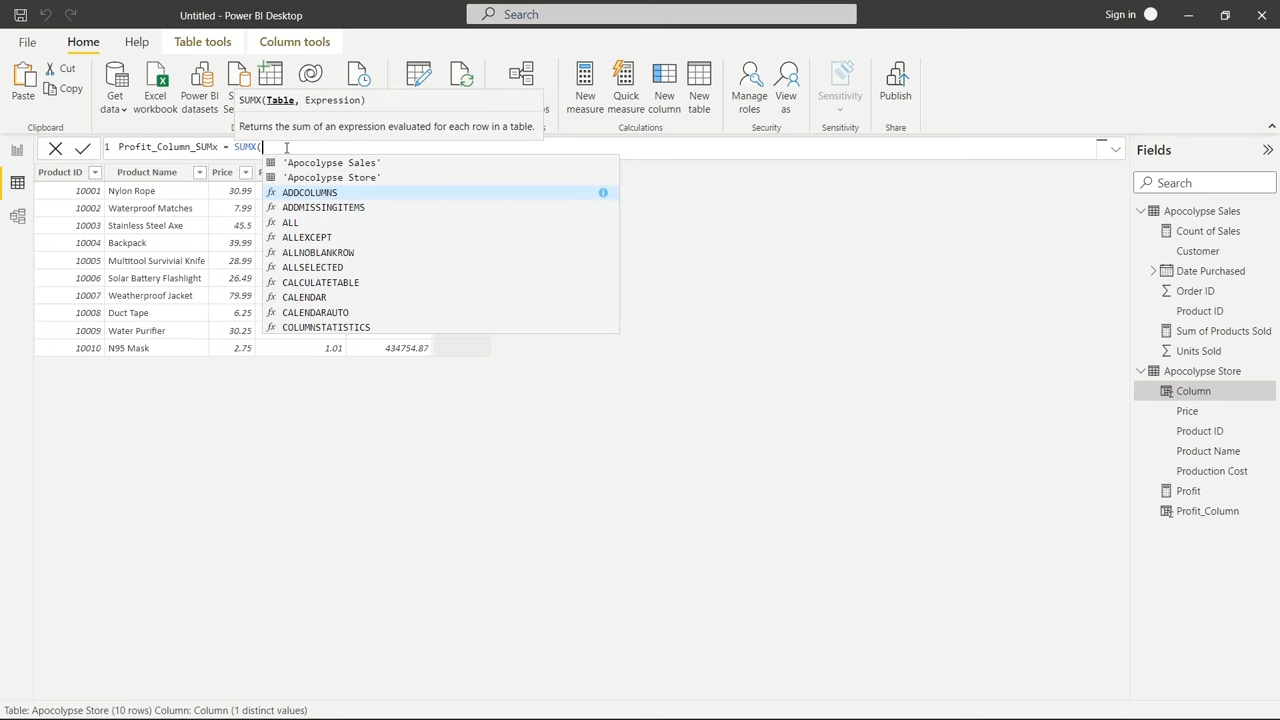 Untitled - Power BI Desktop
Search
Sign in
File
Home
Help
Table tools
Column tools
Paste
Cut
Copy
Get data
Excel workbook
Power BI datasets
New measure
Quick measure
New column
New table
Manage roles
View as
Sensitivity
Publish
Clipboard
Calculations
Security
Sensitivity
Share
SUMX(Table, Expression)
Returns the sum of an expression evaluated for each row in a table.
1 Profit_Column_SUMx = SUMX(
'Apocolypse Sales'
'Apocolypse Store'
ADDCOLUMNS
ADDMISSINGITEMS
ALL
ALLEXCEPT
ALLNOBLANKROW
ALLSELECTED
CALCULATETABLE
CALENDAR
CALENDARAUTO
COLUMNSTATISTICS
Product ID Product Name Price
10001 Nylon Rope 30.99
10002 Waterproof Matches 7.99
10003 Stainless Steel Axe 45.5
10004 Backpack 39.99
10005 Multitool Survivial Knife 28.99
10006 Solar Battery Flashlight 26.49
10007 Weatherproof Jacket 79.99
10008 Duct Tape 6.25
10009 Water Purifier 30.25
10010 N95 Mask 2.75 1.01 434754.87
Fields
Search
Apocolypse Sales
Count of Sales
Customer
Date Purchased
Order ID
Product ID
Sum of Products Sold
Units Sold
Apocolypse Store
Column
Price
Product ID
Product Name
Production Cost
Profit
Profit_Column
Table: Apocolypse Store (10 rows) Column: Column (1 distinct values)